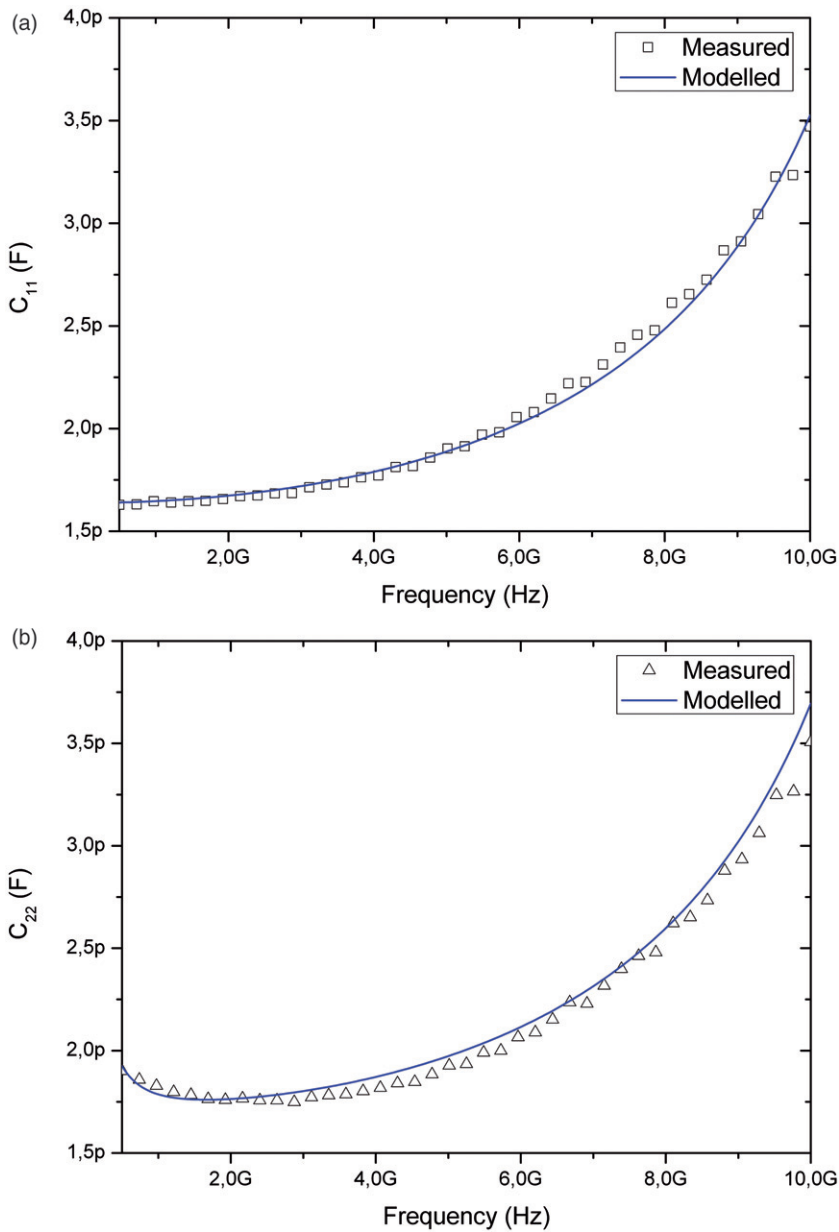 (a)
4,0p
3,5p
3,0p
2,5p
2,0p
1,5p
C₁₁ (F)
Measured
Modelled
2,0G 4,0G 6,0G 8,0G 10,0G
Frequency (Hz)
(b)
4,0p
3,5p
3,0p
2,5p
2,0p
1,5p
C₂₂ (F)
Measured
Modelled
2,0G 4,0G 6,0G 8,0G 10,0G
Frequency (Hz)